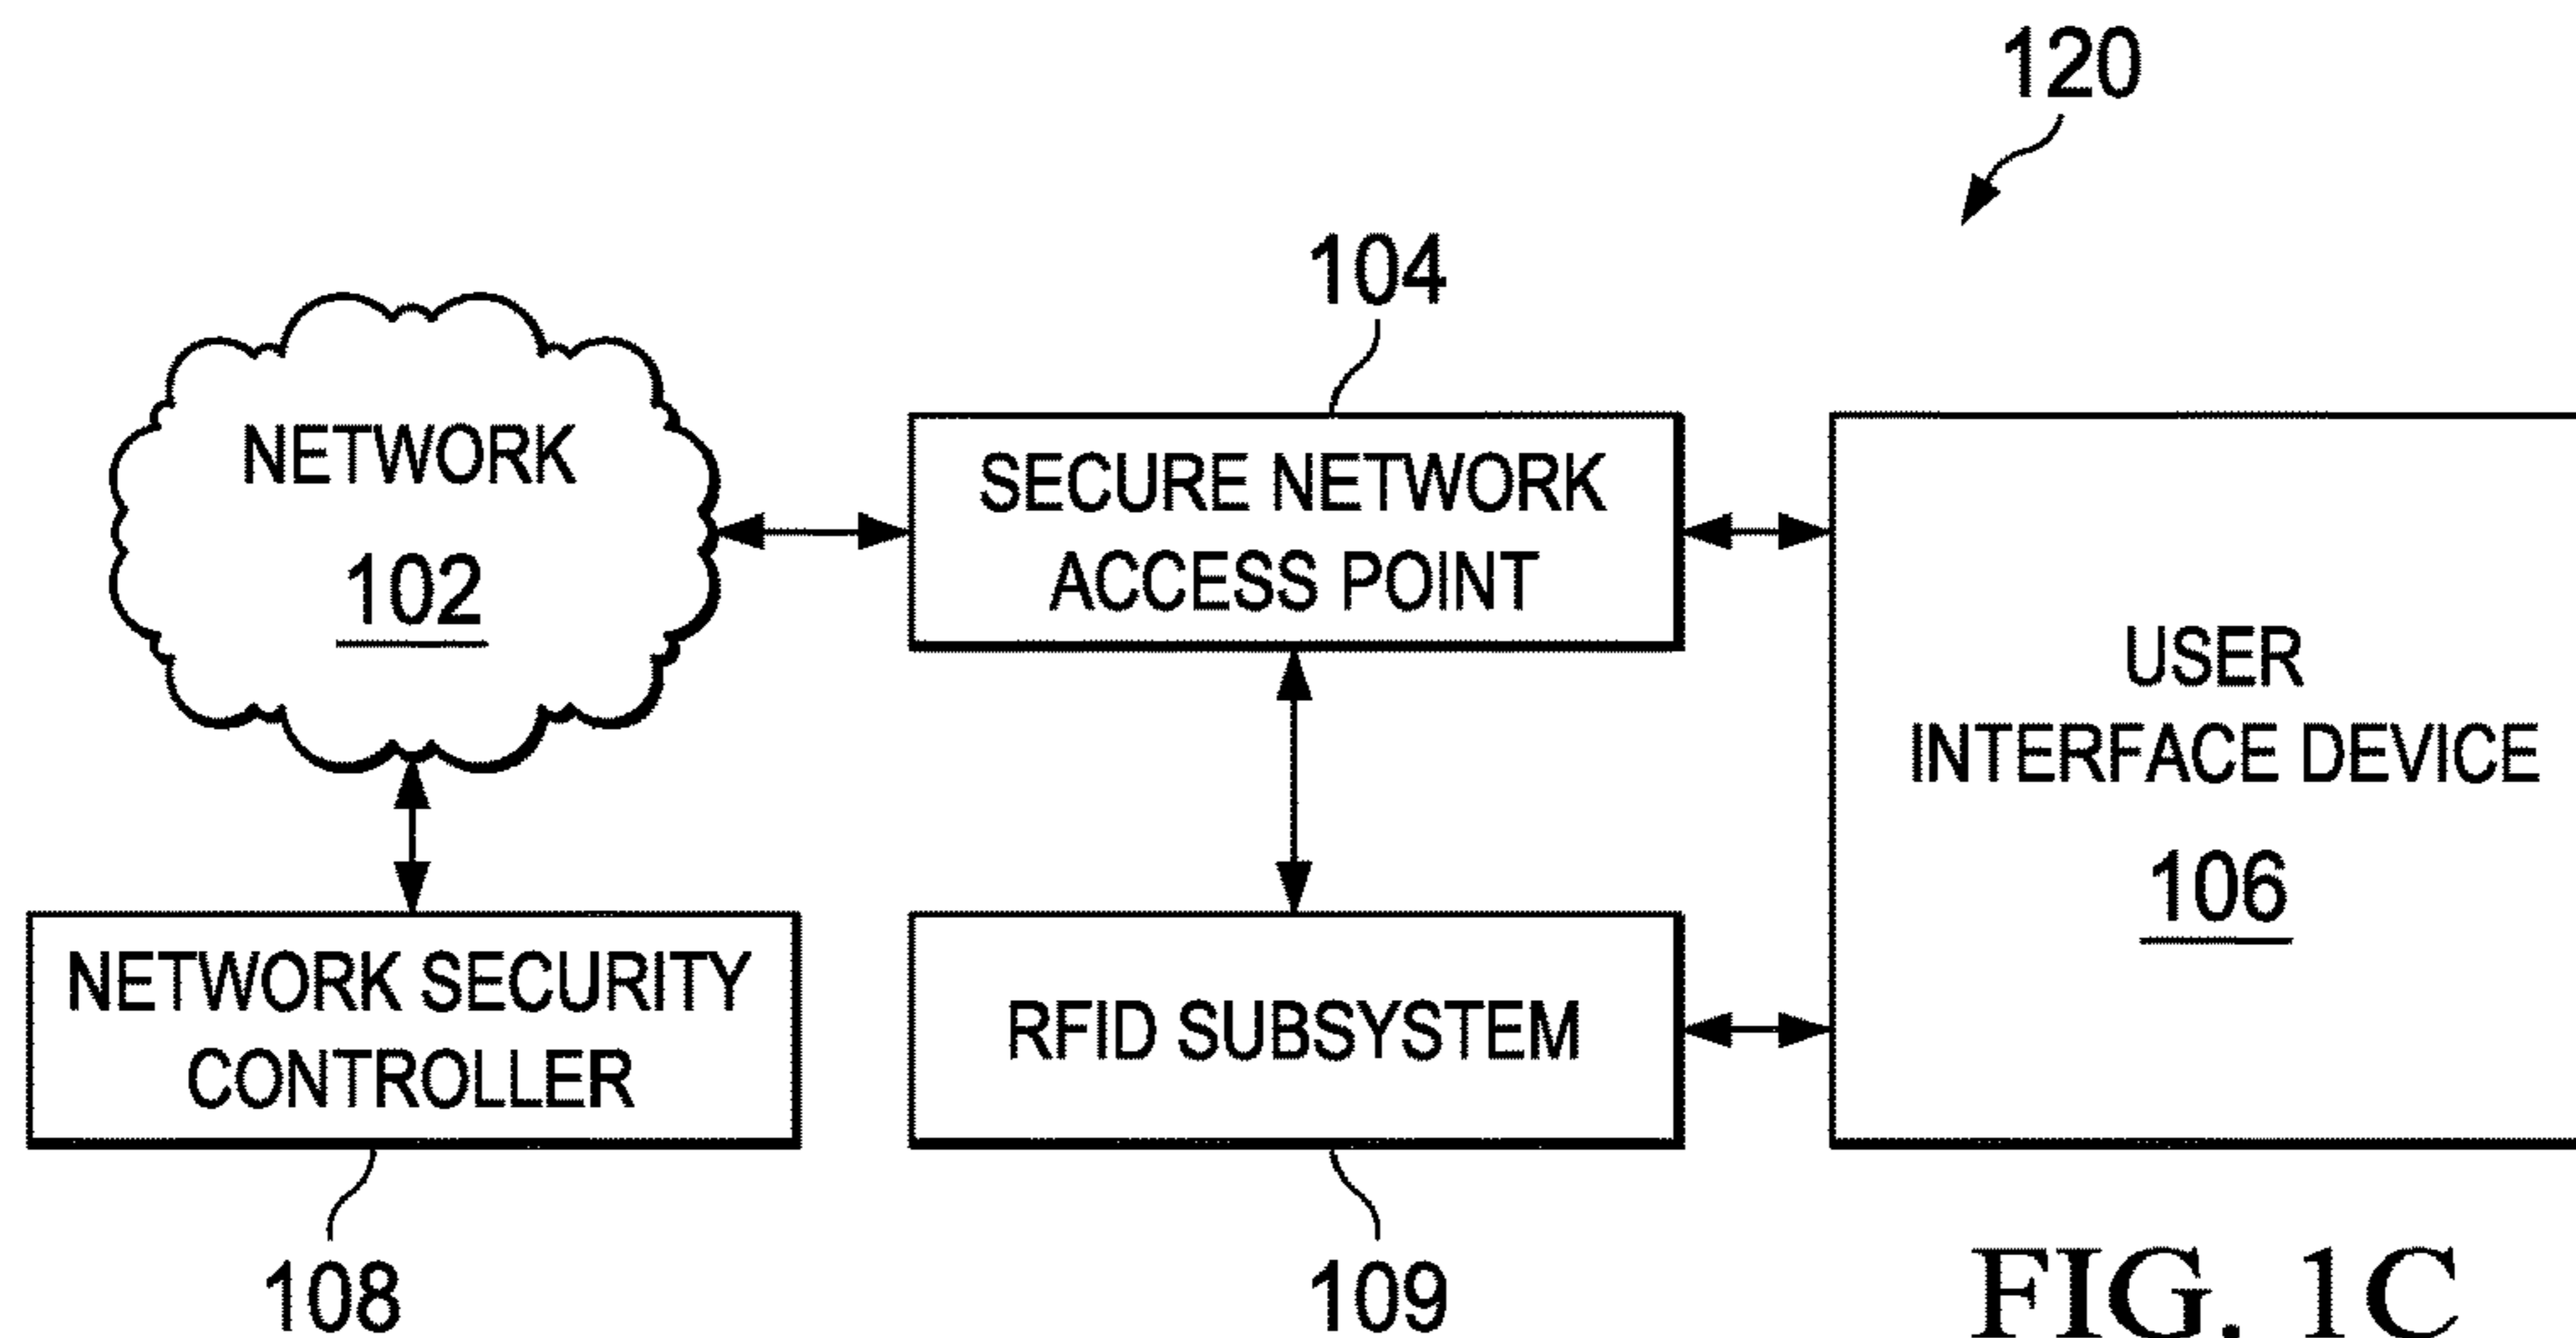 120
104
NETWORK
102
SECURE NETWORK
ACCESS POINT
USER
INTERFACE DEVICE
106
NETWORK SECURITY
CONTROLLER
RFID SUBSYSTEM
108
109
FIG. 1C